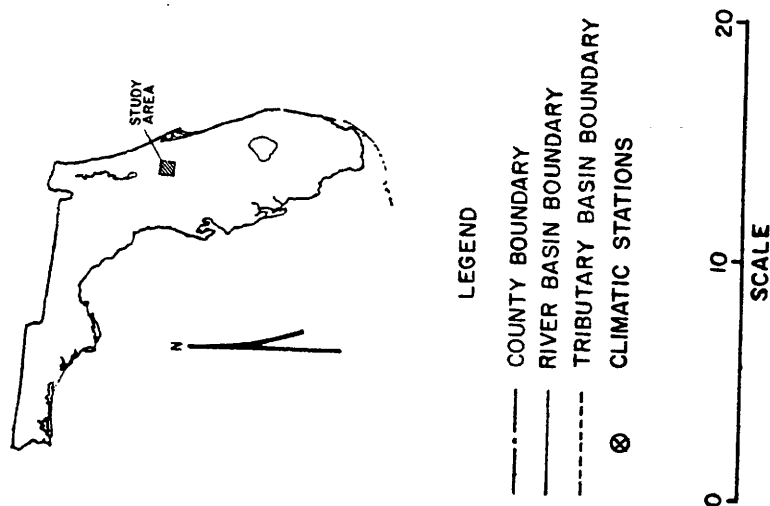 STUDY
AREA
N
LEGEND
COUNTY BOUNDARY
RIVER BASIN BOUNDARY
TRIBUTARY BASIN BOUNDARY
CLIMATIC STATIONS
0 10 20
SCALE